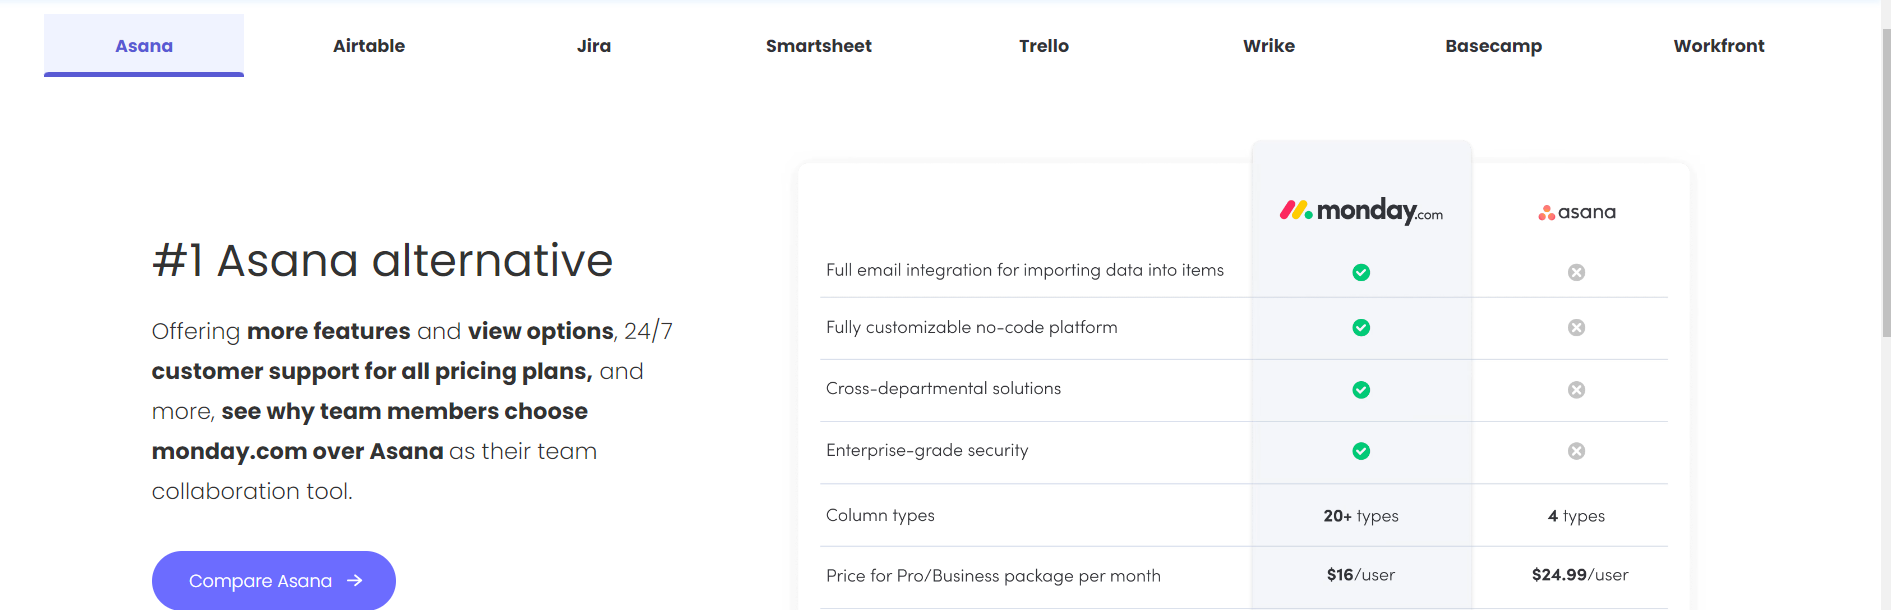 Asana Airtable Jira Smartsheet Trello Wrike Basecamp Workfront
#1 Asana alternative
Offering more features and view options, 24/7
customer support for all pricing plans, and
more, see why team members choose
monday.com over Asana as their team
collaboration tool.
Compare Asana →
monday.com asana
Full email integration for importing data into items
Fully customizable no-code platform
Cross-departmental solutions
Enterprise-grade security
Column types 20+ types 4 types
Price for Pro/Business package per month $16/user $24.99/user